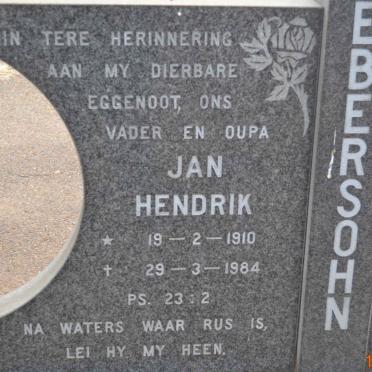 IN TERE HERINNERING
AAN MY DIERBARE
EGGENOOT, ONS
VADER EN OUPA
JAN
HENDRIK
★ 19 — 2 — 1910
† 29 — 3 — 1984
PS. 23 : 2
NA WATERS WAAR RUS IS,
LEI HY MY HEEN.
EBERSOHN